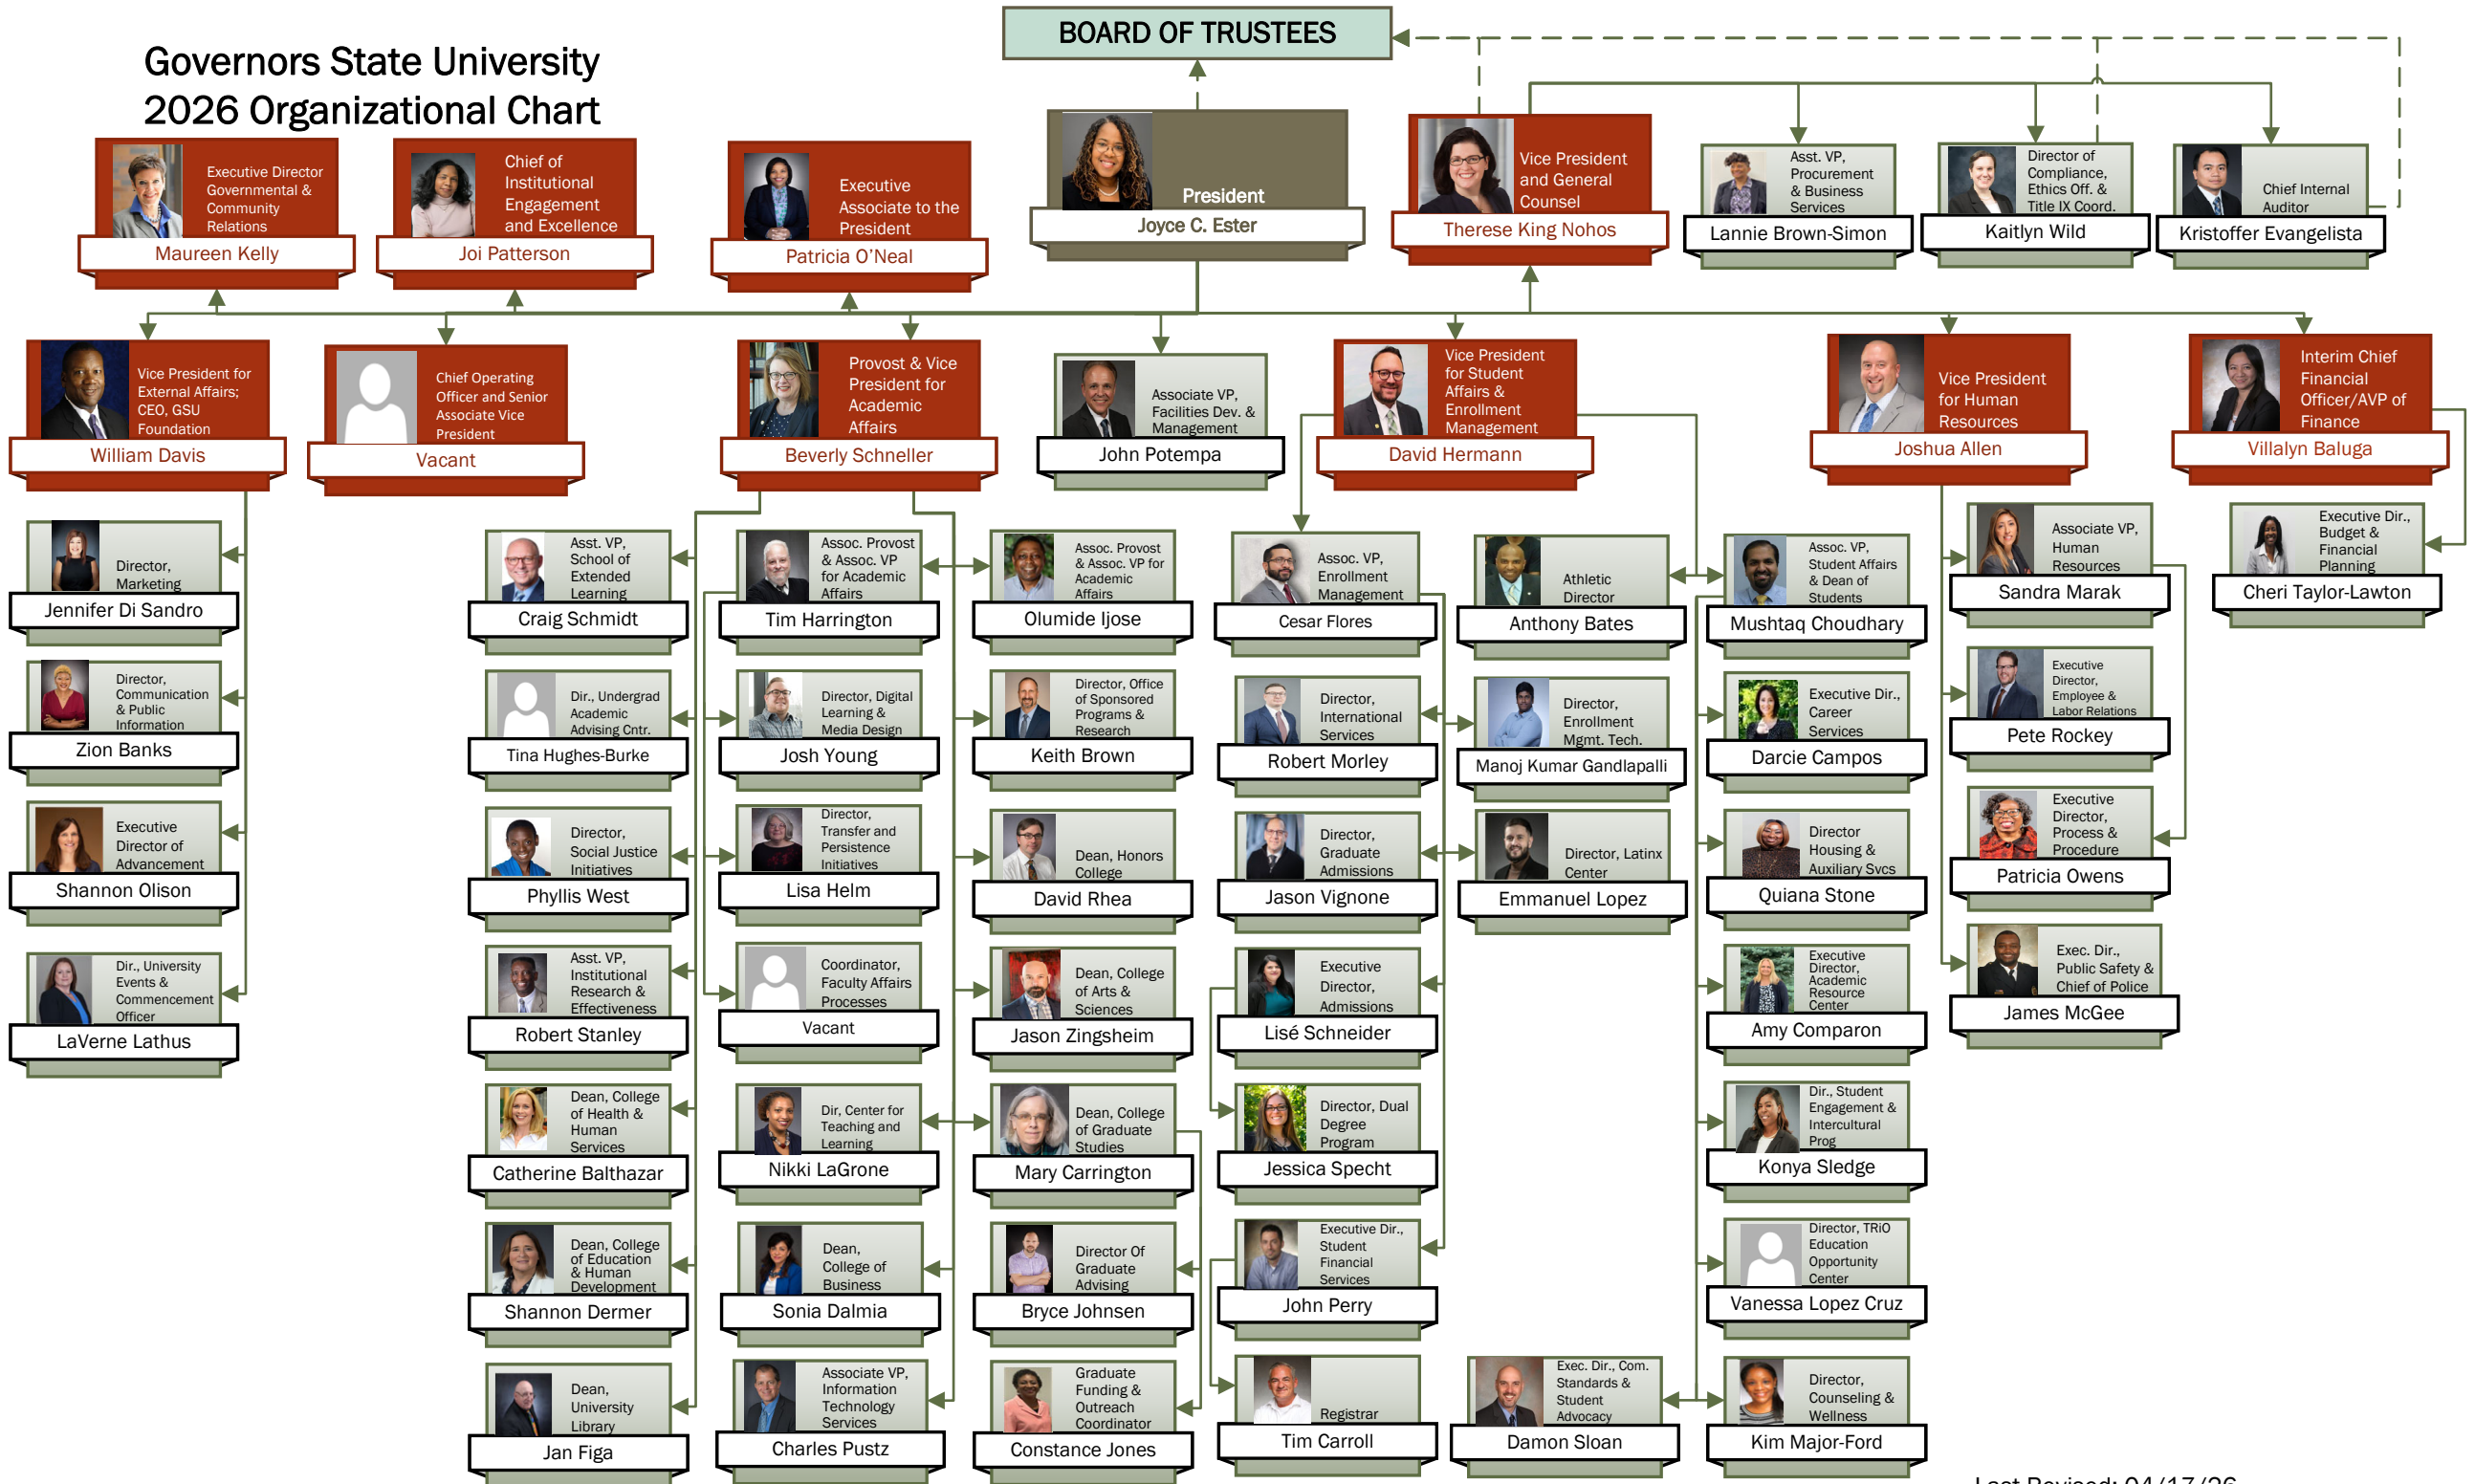 BOARD OF TRUSTEES
Governors State University
2026 Organizational Chart
Executive Director
Governmental &
Community
Relations
Maureen Kelly
Chief of
Institutional
Engagement
and Excellence
Joi Patterson
Executive
Associate to the
President
Patricia O'Neal
President
Joyce C. Ester
Vice President
and General
Counsel
Therese King Nohos
Asst. VP,
Procurement
& Business
Services
Lannie Brown-Simon
Director of
Compliance,
Ethics Off. &
Title IX Coord.
Kaitlyn Wild
Chief Internal
Auditor
Kristoffer Evangelista
Vice President for
External Affairs;
CEO, GSU
Foundation
William Davis
Chief Operating
Officer and Senior
Associate Vice
President
Vacant
Provost & Vice
President for
Academic
Affairs
Beverly Schneller
Associate VP,
Facilities Dev. &
Management
John Potempa
Vice President
for Student
Affairs &
Enrollment
Management
David Hermann
Vice President
for Human
Resources
Joshua Allen
Interim Chief
Financial
Officer/AVP of
Finance
Villalyn Baluga
Director,
Marketing
Jennifer Di Sandro
Director,
Communication
& Public
Information
Zion Banks
Executive
Director of
Advancement
Shannon Olison
Dir., University
Events &
Commencement
Officer
LaVerne Lathus
Asst. VP,
School of
Extended
Learning
Craig Schmidt
Dir., Undergrad
Academic
Advising Cntr.
Tina Hughes-Burke
Director,
Social Justice
Initiatives
Phyllis West
Asst. VP,
Institutional
Research &
Effectiveness
Robert Stanley
Dean, College
of Health &
Human
Services
Catherine Balthazar
Dean, College
of Education
& Human
Development
Shannon Dermer
Dean,
University
Library
Jan Figa
Assoc. Provost
& Assoc. VP
for Academic
Affairs
Tim Harrington
Director, Digital
Learning &
Media Design
Josh Young
Director,
Transfer and
Persistence
Initiatives
Lisa Helm
Coordinator,
Faculty Affairs
Processes
Vacant
Dir, Center for
Teaching and
Learning
Nikki LaGrone
Dean,
College of
Business
Sonia Dalmia
Associate VP,
Information
Technology
Services
Charles Pustz
Assoc. Provost
& Assoc. VP for
Academic
Affairs
Olumide Ijose
Director, Office
of Sponsored
Programs &
Research
Keith Brown
Dean, Honors
College
David Rhea
Dean, College
of Arts &
Sciences
Jason Zingsheim
Dean, College
of Graduate
Studies
Mary Carrington
Director Of
Graduate
Advising
Bryce Johnsen
Graduate
Funding &
Outreach
Coordinator
Constance Jones
Assoc. VP,
Enrollment
Management
Cesar Flores
Director,
International
Services
Robert Morley
Director,
Graduate
Admissions
Jason Vignone
Executive
Director,
Admissions
Lisé Schneider
Director, Dual
Degree
Program
Jessica Specht
Executive Dir.,
Student
Financial
Services
John Perry
Registrar
Tim Carroll
Athletic
Director
Anthony Bates
Director,
Enrollment
Mgmt. Tech.
Manoj Kumar Gandlapalli
Director, Latinx
Center
Emmanuel Lopez
Exec. Dir., Com.
Standards &
Student
Advocacy
Damon Sloan
Assoc. VP,
Student Affairs
& Dean of
Students
Mushtaq Choudhary
Executive Dir.,
Career
Services
Darcie Campos
Director
Housing &
Auxiliary Svcs
Quiana Stone
Executive
Director,
Academic
Resource
Center
Amy Comparon
Dir., Student
Engagement &
Intercultural
Prog
Konya Sledge
Director, TRiO
Education
Opportunity
Center
Vanessa Lopez Cruz
Director,
Counseling &
Wellness
Kim Major-Ford
Associate VP,
Human
Resources
Sandra Marak
Executive
Director,
Employee &
Labor Relations
Pete Rockey
Executive
Director,
Process &
Procedure
Patricia Owens
Exec. Dir.,
Public Safety &
Chief of Police
James McGee
Executive Dir.,
Budget &
Financial
Planning
Cheri Taylor-Lawton
Last Revised: 04/17/26